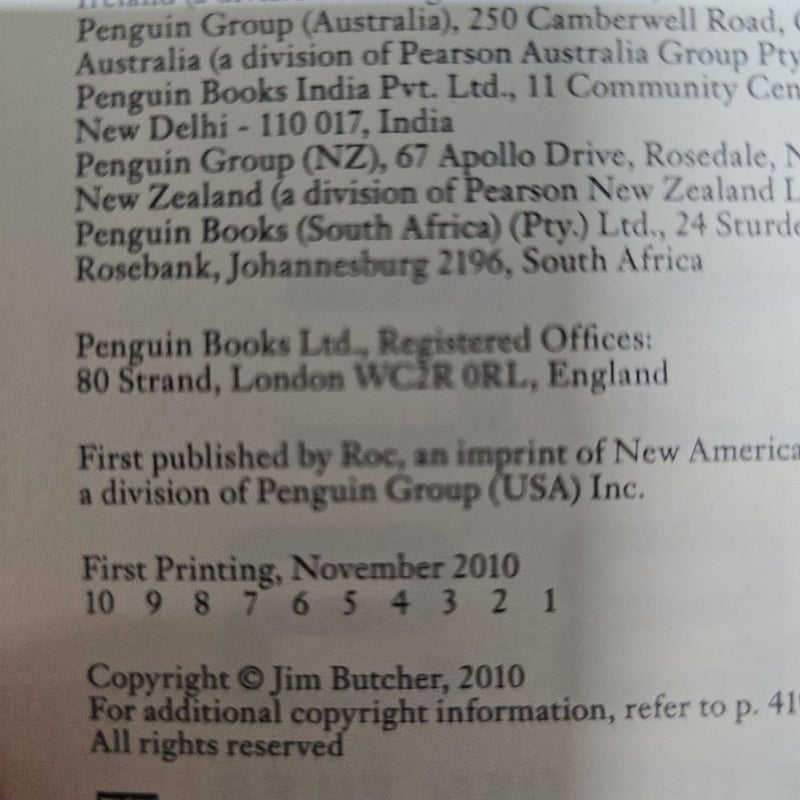 Penguin Group (Australia), 250 Camberwell Road,
Australia (a division of Pearson Australia Group Pty
Penguin Books India Pvt. Ltd., 11 Community Cen
New Delhi - 110 017, India
Penguin Group (NZ), 67 Apollo Drive, Rosedale, N
New Zealand (a division of Pearson New Zealand L
Penguin Books (South Africa) (Pty.) Ltd., 24 Sturde
Rosebank, Johannesburg 2196, South Africa
Penguin Books Ltd., Registered Offices:
80 Strand, London WC2R 0RL, England
First published by Roc, an imprint of New America
a division of Penguin Group (USA) Inc.
First Printing, November 2010
10 9 8 7 6 5 4 3 2 1
Copyright © Jim Butcher, 2010
For additional copyright information, refer to p. 41
All rights reserved